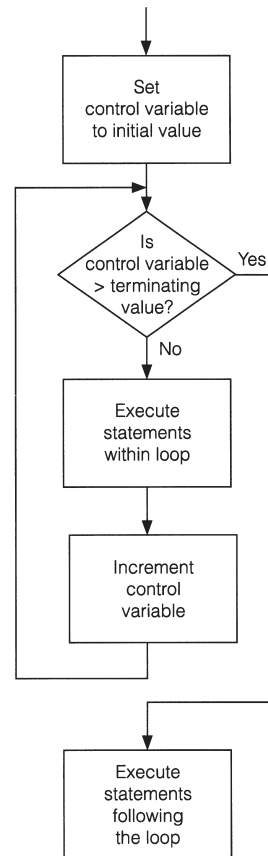 Set
control variable
to initial value
Is
control variable
> terminating
value?
Yes
No
Execute
statements
within loop
Increment
control
variable
Execute
statements
following
the loop